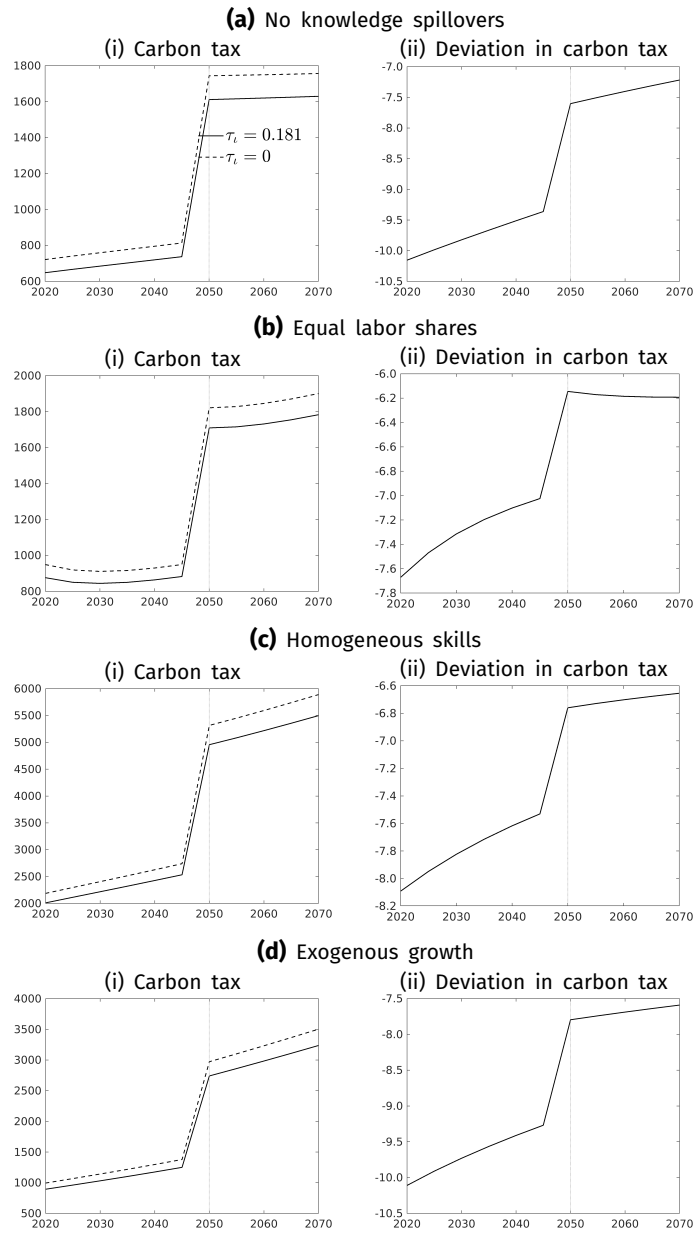 (a) No knowledge spillovers
(i) Carbon tax
1800
1600
1400
1200
1000
800
600
2020 2030 2040 2050 2060 2070
τι = 0.181
τι = 0
(ii) Deviation in carbon tax
-7.0
-7.5
-8.0
-8.5
-9.0
-9.5
-10.0
-10.5
2020 2030 2040 2050 2060 2070
(b) Equal labor shares
(i) Carbon tax
2000
1800
1600
1400
1200
1000
800
2020 2030 2040 2050 2060 2070
(ii) Deviation in carbon tax
-6.0
-6.2
-6.4
-6.6
-6.8
-7.0
-7.2
-7.4
-7.6
-7.8
2020 2030 2040 2050 2060 2070
(c) Homogeneous skills
(i) Carbon tax
6000
5500
5000
4500
4000
3500
3000
2500
2000
2020 2030 2040 2050 2060 2070
(ii) Deviation in carbon tax
-6.6
-6.8
-7.0
-7.2
-7.4
-7.6
-7.8
-8.0
-8.2
2020 2030 2040 2050 2060 2070
(d) Exogenous growth
(i) Carbon tax
4000
3500
3000
2500
2000
1500
1000
500
2020 2030 2040 2050 2060 2070
(ii) Deviation in carbon tax
-7.5
-8.0
-8.5
-9.0
-9.5
-10.0
-10.5
2020 2030 2040 2050 2060 2070